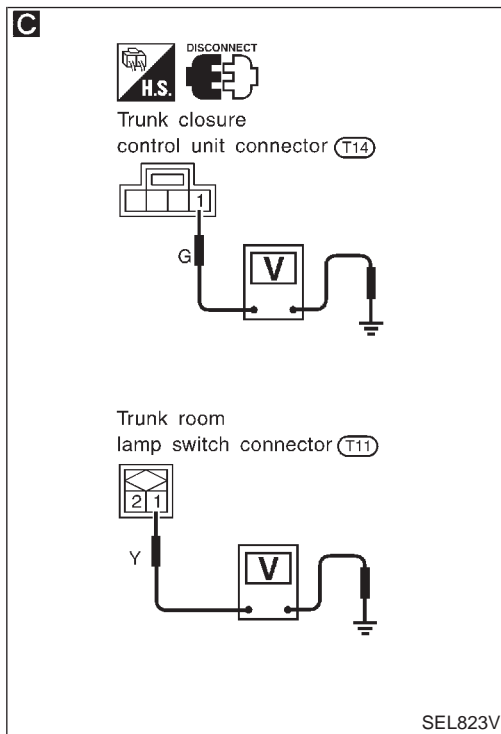 C
DISCONNECT
H.S.
Trunk closure
control unit connector T14
1
G
V
Trunk room
lamp switch connector T11
2 1
Y
V
SEL823V